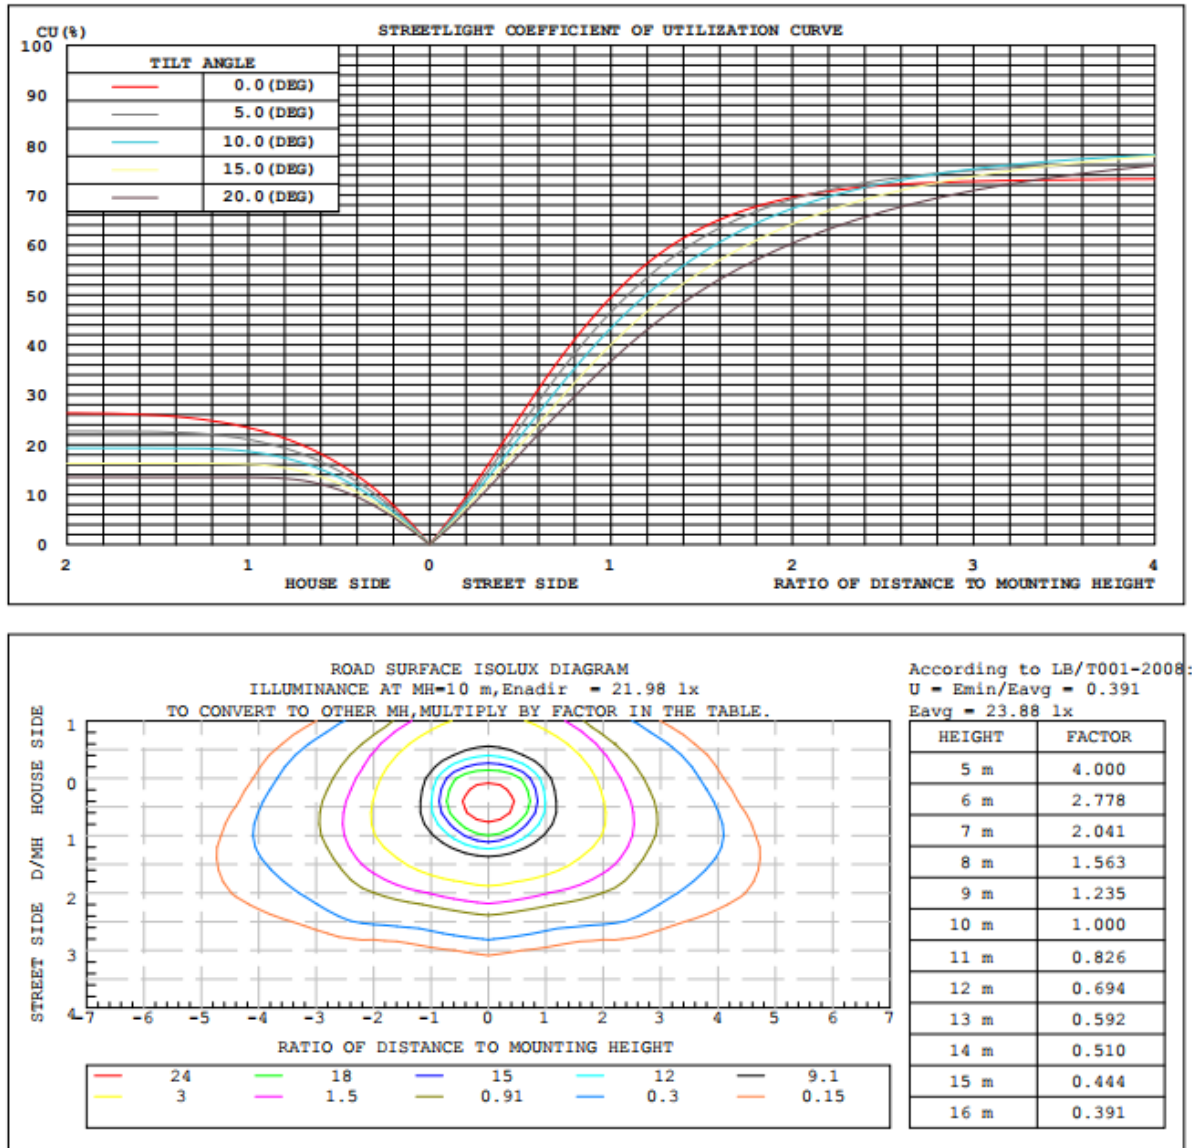 CU(%)
STREETLIGHT COEFFICIENT OF UTILIZATION CURVE
100
90
80
70
60
50
40
30
20
10
0
TILT ANGLE
0.0(DEG)
5.0(DEG)
10.0(DEG)
15.0(DEG)
20.0(DEG)
2 1 0 1 2 3 4
HOUSE SIDE STREET SIDE RATIO OF DISTANCE TO MOUNTING HEIGHT
ROAD SURFACE ISOLUX DIAGRAM
ILLUMINANCE AT MH=10 m,Enadir = 21.98 lx
TO CONVERT TO OTHER MH,MULTIPLY BY FACTOR IN THE TABLE.
According to LB/T001-2008:
U = Emin/Eavg = 0.391
Eavg = 23.88 lx
STREET SIDE D/MH HOUSE SIDE
1
0
1
2
3
4
-7 -6 -5 -4 -3 -2 -1 0 1 2 3 4 5 6 7
RATIO OF DISTANCE TO MOUNTING HEIGHT
24 18 15 12 9.1
3 1.5 0.91 0.3 0.15
HEIGHT FACTOR
5 m 4.000
6 m 2.778
7 m 2.041
8 m 1.563
9 m 1.235
10 m 1.000
11 m 0.826
12 m 0.694
13 m 0.592
14 m 0.510
15 m 0.444
16 m 0.391